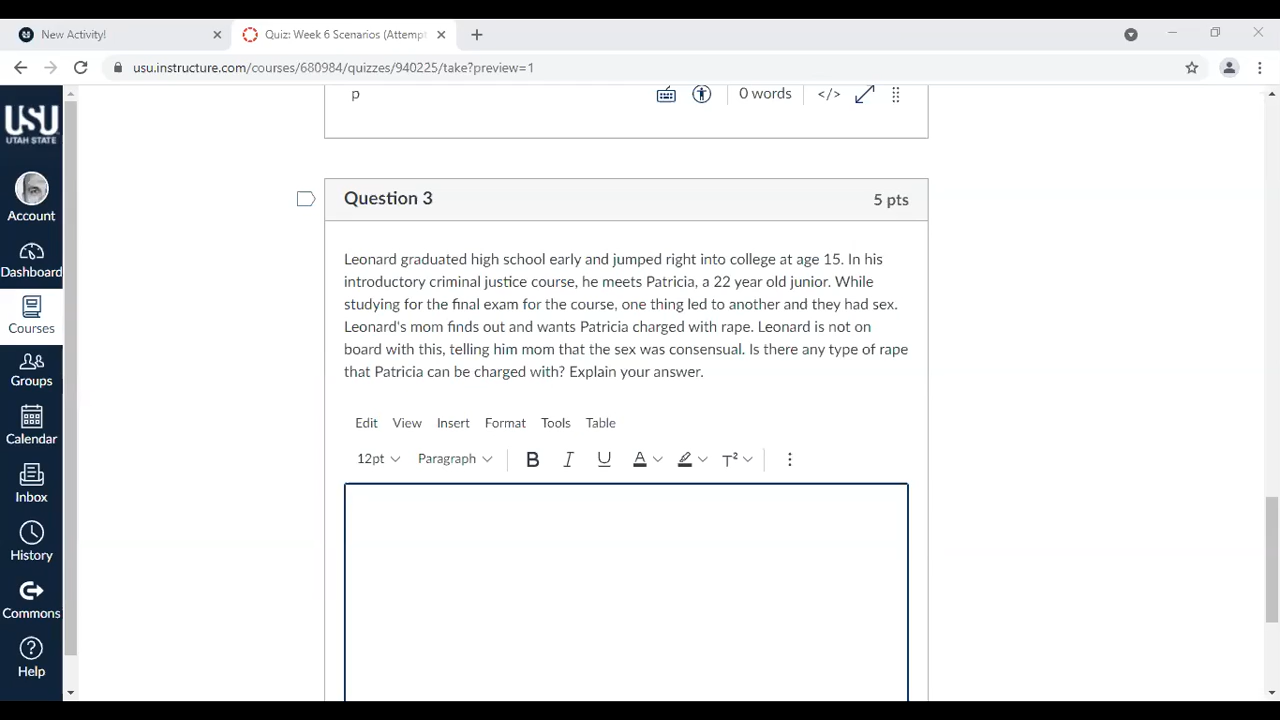 New Activity!
Quiz: Week 6 Scenarios (Attempt
usu.instructure.com/courses/680984/quizzes/940225/take?preview=1
USU
UTAH STATE
Account
Dashboard
Courses
Groups
Calendar
Inbox
History
Commons
Help
p
0 words
</>
Question 3
5 pts
Leonard graduated high school early and jumped right into college at age 15. In his
introductory criminal justice course, he meets Patricia, a 22 year old junior. While
studying for the final exam for the course, one thing led to another and they had sex.
Leonard's mom finds out and wants Patricia charged with rape. Leonard is not on
board with this, telling him mom that the sex was consensual. Is there any type of rape
that Patricia can be charged with? Explain your answer.
Edit View Insert Format Tools Table
12pt Paragraph B I U A T²